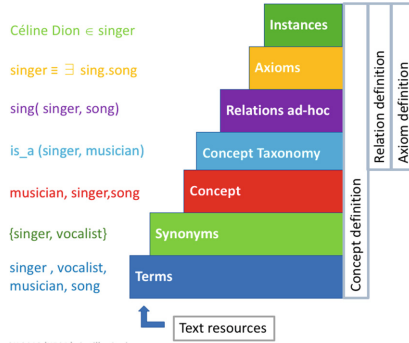 Céline Dion ∈ singer
Instances
singer ≡ ∃ sing.song
Axioms
sing( singer, song)
Relations ad-hoc
is_a (singer, musician)
Concept Taxonomy
musician, singer,song
Concept
{singer, vocalist}
Synonyms
singer , vocalist,
musician, song
Terms
Text resources
Concept definition
Relation definition
Axiom definition